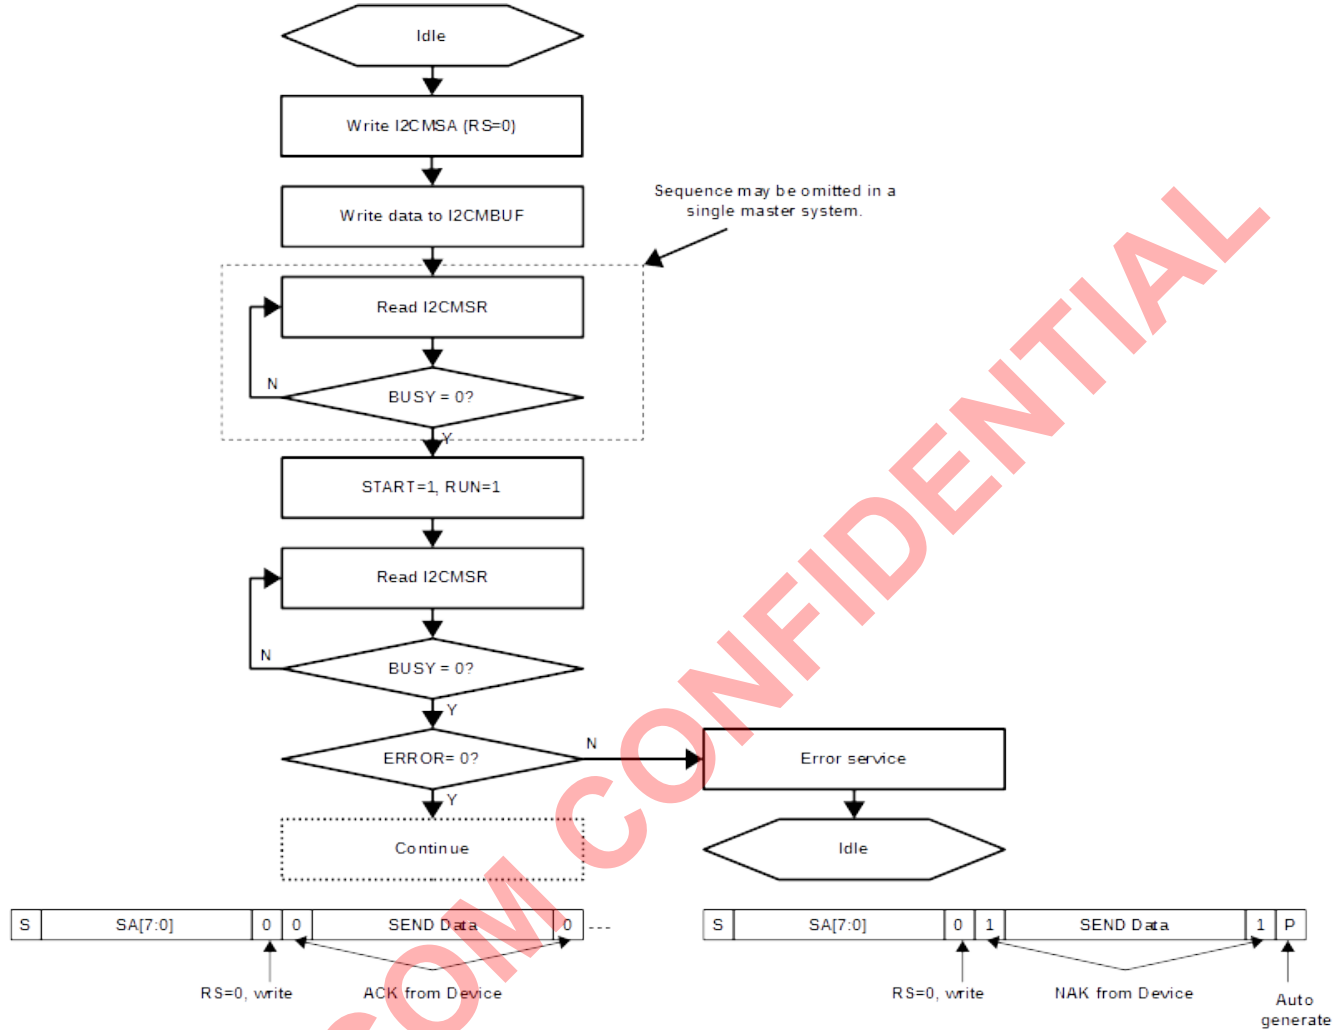 Idle
Write I2CMSA (RS=0)
Write data to I2CMBUF
Sequence may be omitted in a
single master system.
Read I2CMSR
N
BUSY = 0?
Y
START=1, RUN=1
Read I2CMSR
N
BUSY = 0?
Y
ERROR= 0?
N
Error service
Y
Continue
Idle
S SA[7:0] 0 0 SEND Data 0
S SA[7:0] 0 1 SEND Data 1 P
RS=0, write
ACK from Device
RS=0, write
NAK from Device
Auto
generate
OM CONFIDENTIAL